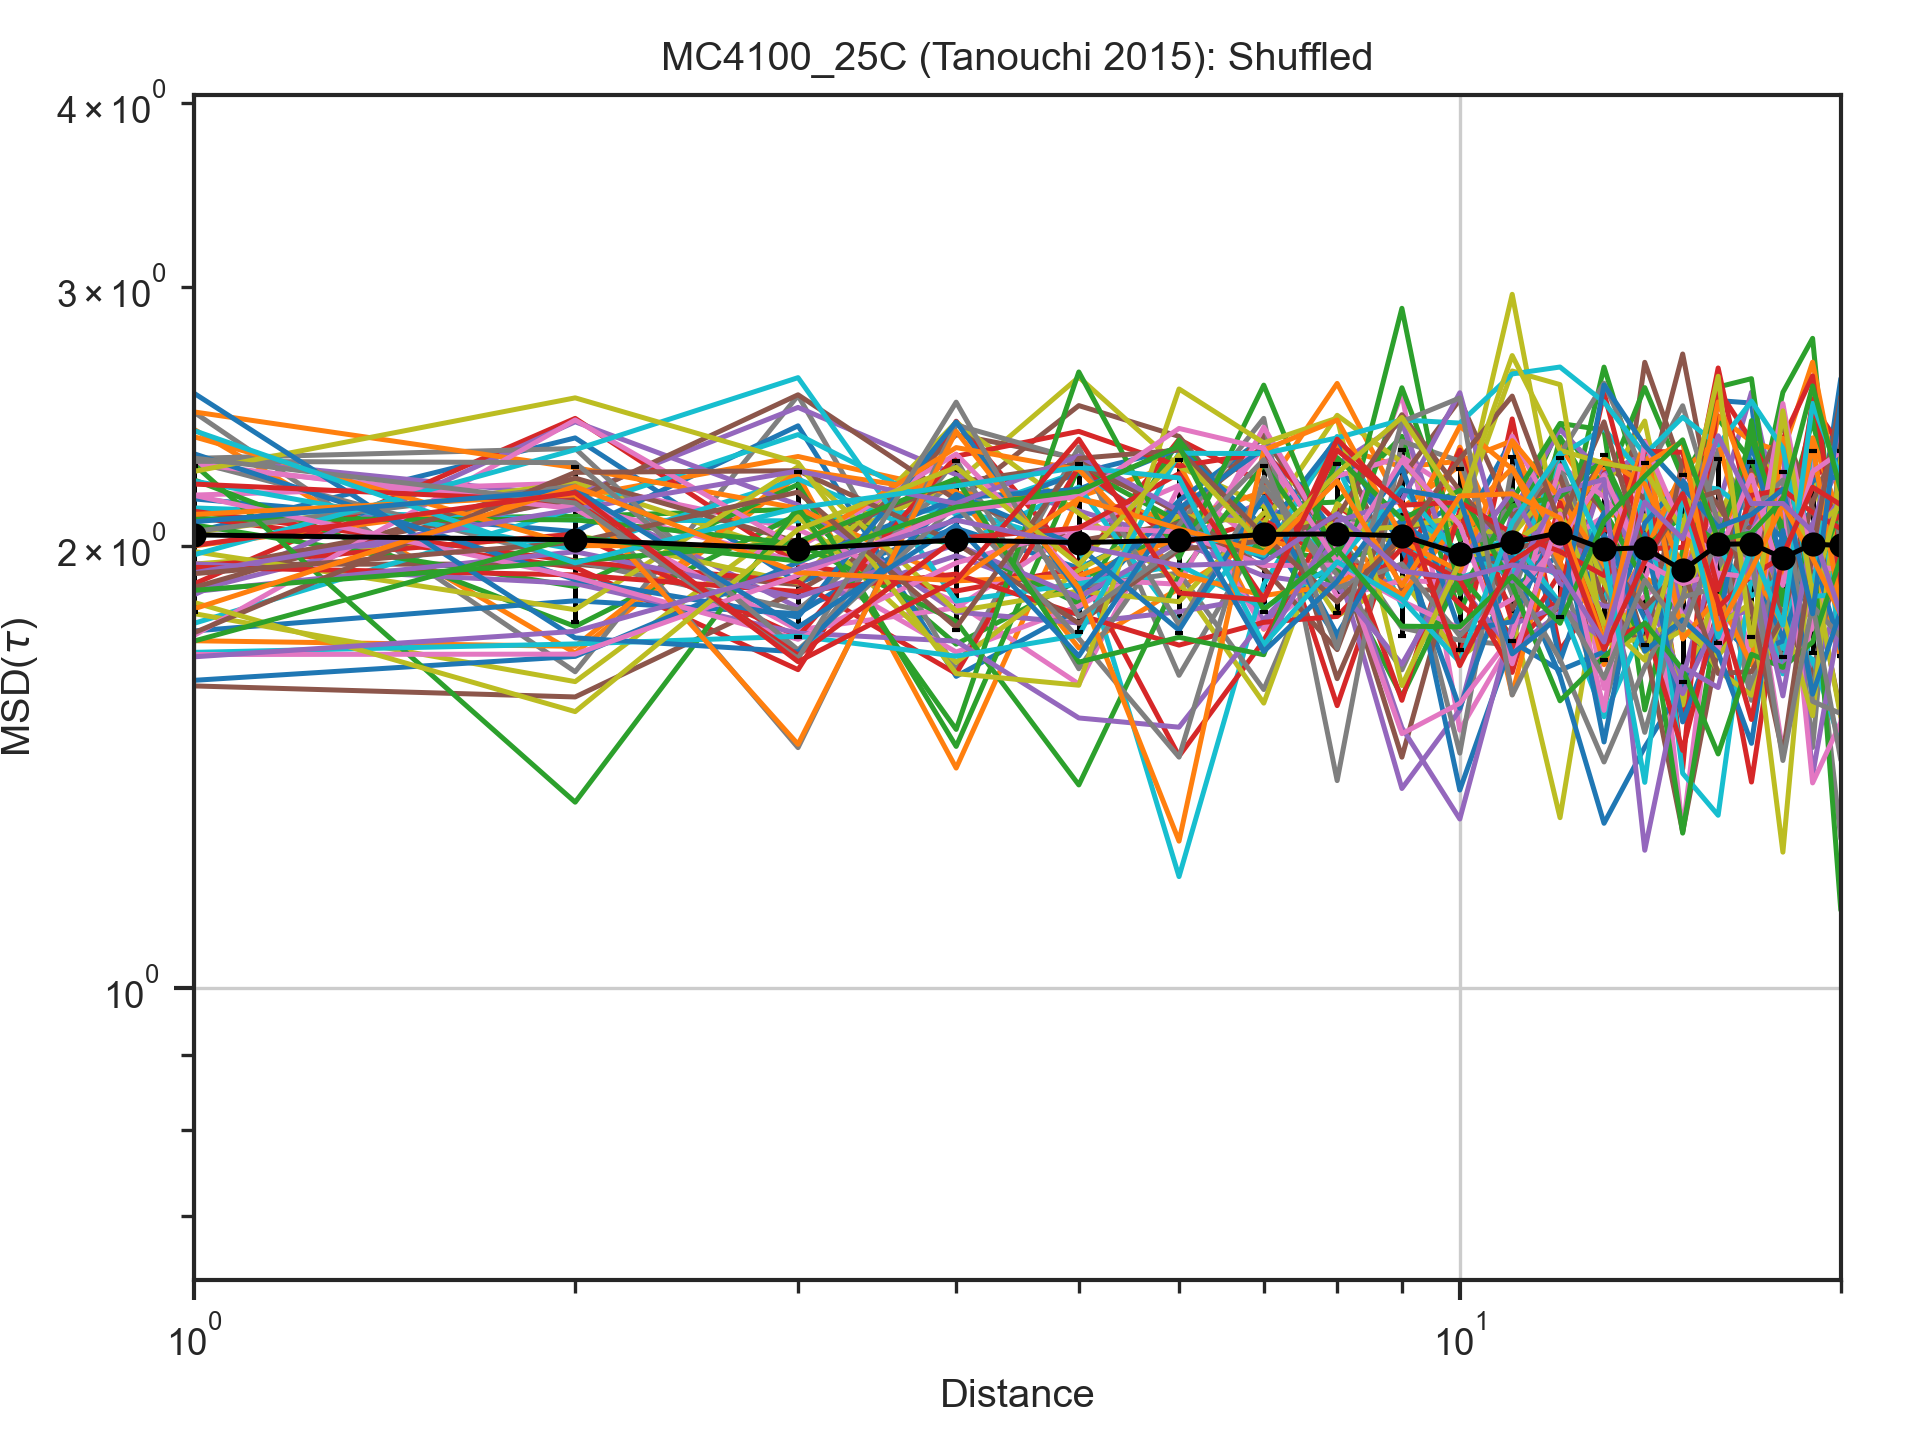 MC4100_25C (Tanouchi 2015): Shuffled
4 × 10⁰
3 × 10⁰
2 × 10⁰
10⁰
MSD(τ)
10⁰ 10¹
Distance